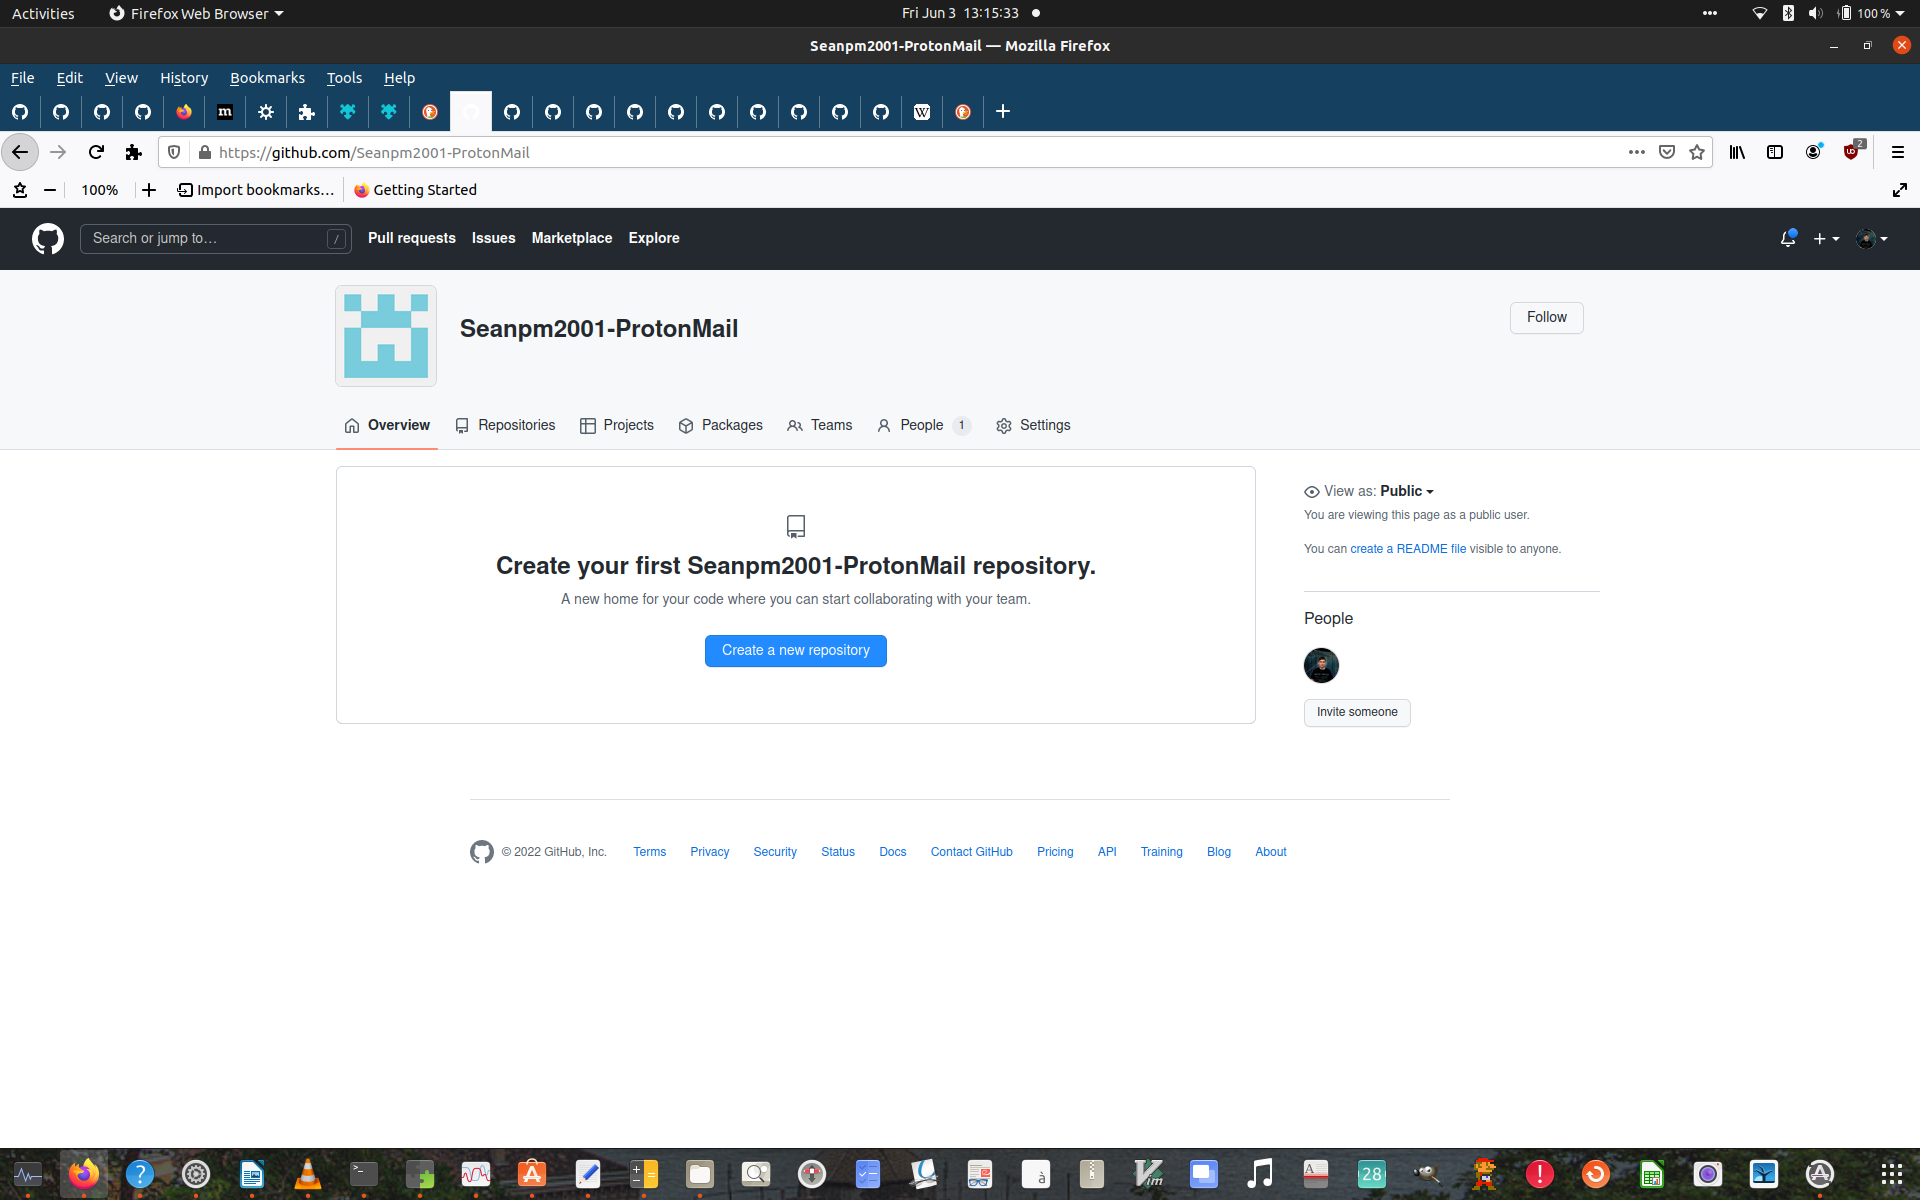 Activities
Firefox Web Browser
Fri Jun 3 13:15:33
100 %
Seanpm2001-ProtonMail — Mozilla Firefox
File Edit View History Bookmarks Tools Help
m
W
https://github.com/Seanpm2001-ProtonMail
2
100%
Import bookmarks…
Getting Started
Search or jump to…
/
Pull requests Issues Marketplace Explore
Seanpm2001-ProtonMail
Follow
Overview
Repositories
Projects
Packages
Teams
People 1
Settings
Create your first Seanpm2001-ProtonMail repository.
A new home for your code where you can start collaborating with your team.
Create a new repository
View as: Public
You are viewing this page as a public user.
You can create a README file visible to anyone.
People
Invite someone
© 2022 GitHub, Inc. Terms Privacy Security Status Docs Contact GitHub Pricing API Training Blog About
?
>_
à
Vim
A
28
!